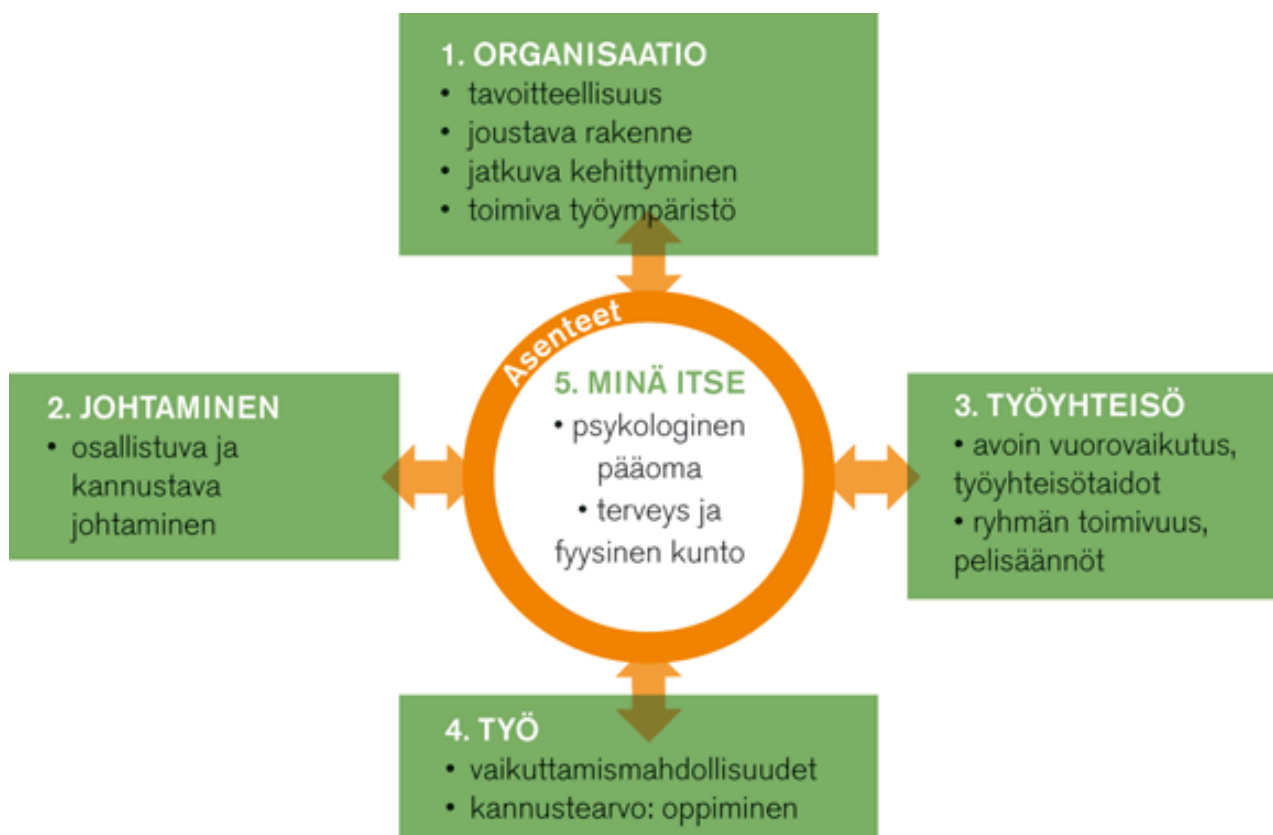 1. ORGANISAATIO
• tavoitteellisuus
• joustava rakenne
• jatkuva kehittyminen
• toimiva työympäristö
Asenteet
2. JOHTAMINEN
• osallistuva ja
kannustava
johtaminen
5. MINÄ ITSE
• psykologinen
pääoma
• terveys ja
fyysinen kunto
3. TYÖYHTEISÖ
• avoin vuorovaikutus,
työyhteisötaidot
• ryhmän toimivuus,
pelisäännöt
4. TYÖ
• vaikuttamismahdollisuudet
• kannustearvo: oppiminen